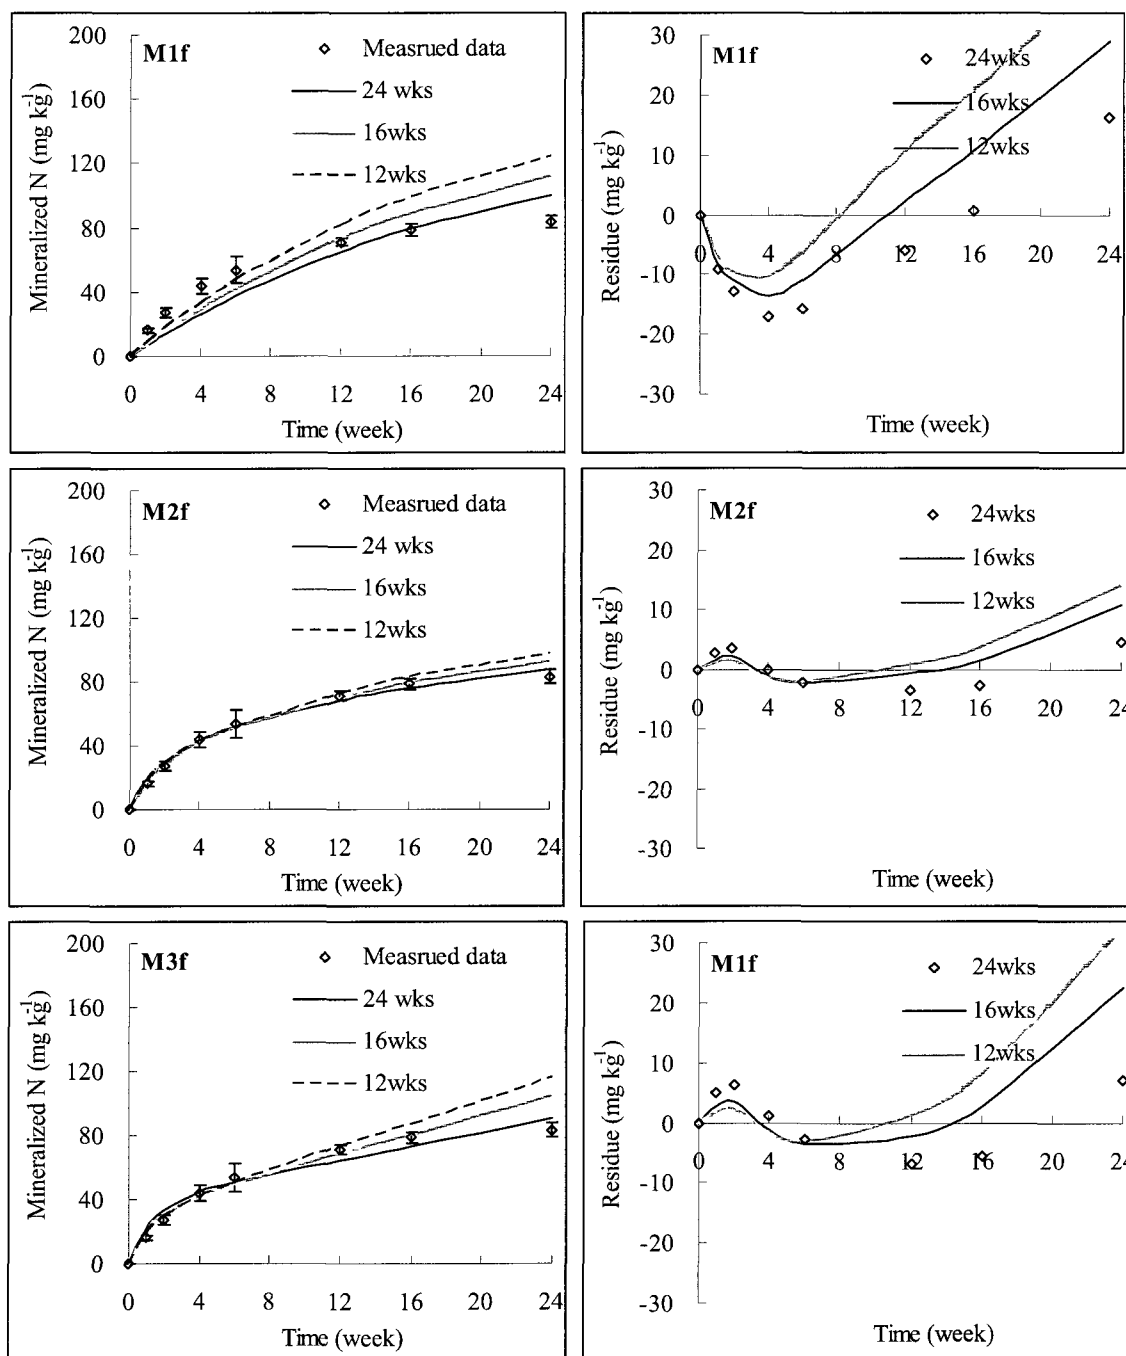 M1f
Measrued data
24 wks
16wks
12wks
200
160
120
80
40
0
0 4 8 12 16 20 24
Mineralized N (mg kg-1)
Time (week)
M1f
24wks
16wks
12wks
30
20
10
0
-10
-20
-30
0 4 8 12 16 20 24
Residue (mg kg-1)
Time (week)
M2f
Measrued data
24 wks
16wks
12wks
200
160
120
80
40
0
0 4 8 12 16 20 24
Mineralized N (mg kg-1)
Time (week)
M2f
24wks
16wks
12wks
30
20
10
0
-10
-20
-30
0 4 8 12 16 20 24
Residue (mg kg-1)
Time (week)
M3f
Measrued data
24 wks
16wks
12wks
200
160
120
80
40
0
0 4 8 12 16 20 24
Mineralized N (mg kg-1)
Time (week)
M1f
24wks
16wks
12wks
30
20
10
0
-10
-20
-30
0 4 8 12 16 20 24
Residue (mg kg-1)
Time (week)